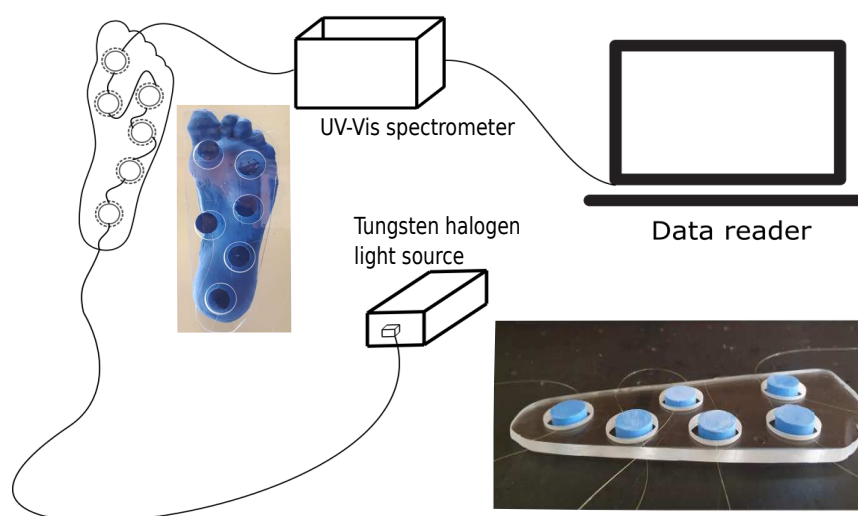 UV-Vis spectrometer
Tungsten halogen
light source
Data reader